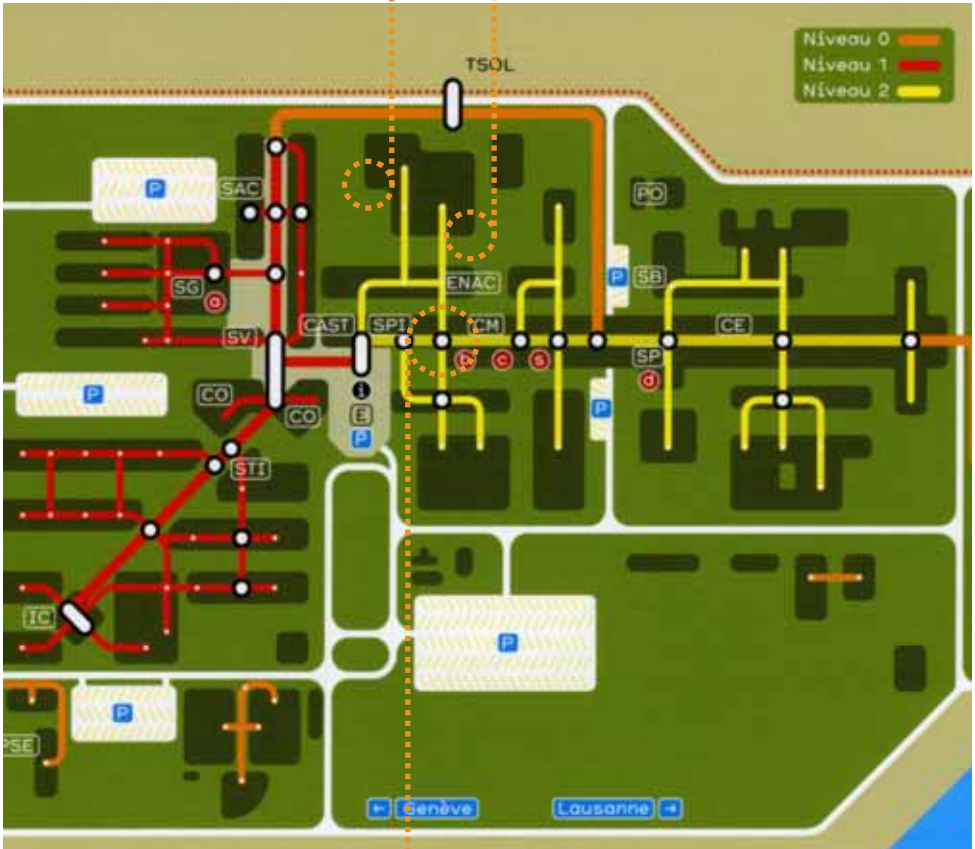 TSOL
Niveau 0
Niveau 1
Niveau 2
P
SAC
PO
SG
a
ENAC
P
SB
SV
CAST
SPI
CM
CE
b
c
s
SP
d
P
CO
CO
i
E
P
P
STI
IC
P
P
PSE
← Genève
Lausanne →